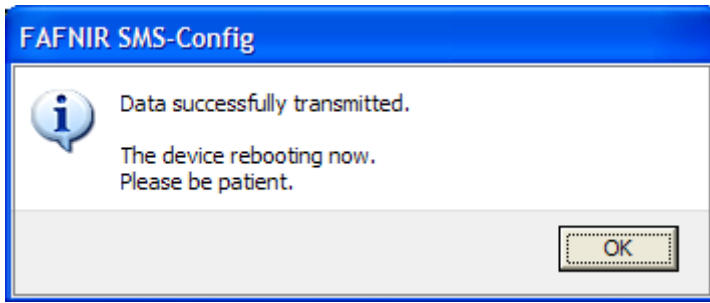 FAFNIR SMS-Config
Data successfully transmitted.
The device rebooting now.
Please be patient.
OK